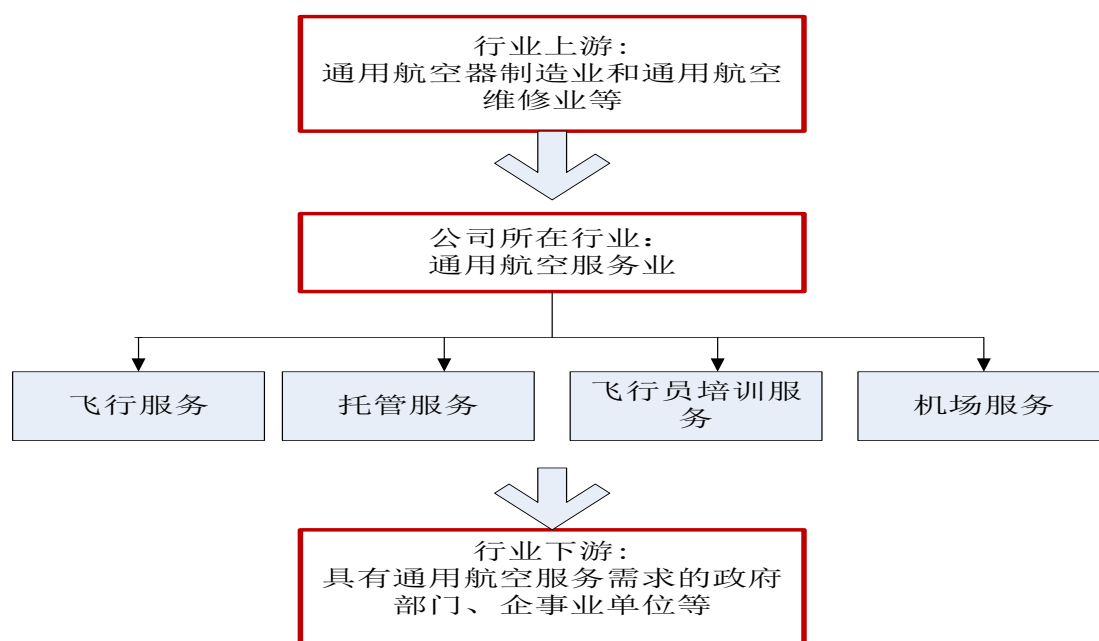 行业上游：
通用航空器制造业和通用航空
维修业等
公司所在行业：
通用航空服务业
飞行服务
托管服务
飞行员培训服
务
机场服务
行业下游：
具有通用航空服务需求的政府
部门、企事业单位等